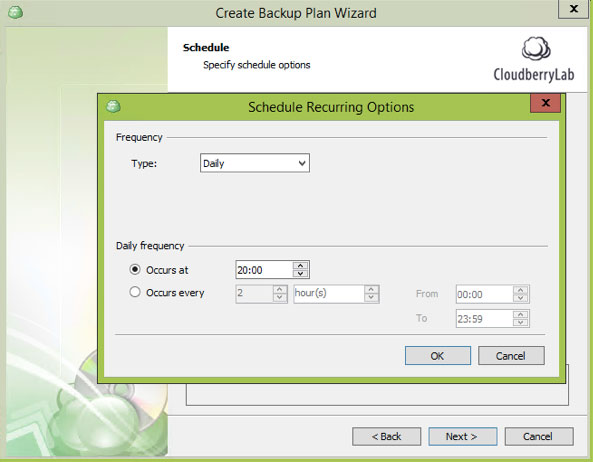 Create Backup Plan Wizard
x
Schedule
Specify schedule options
CloudberryLab
Schedule Recurring Options
x
Frequency
Type: Daily
Daily frequency
Occurs at 20:00
Occurs every 2 hour(s) From 00:00
To 23:59
OK Cancel
< Back Next > Cancel